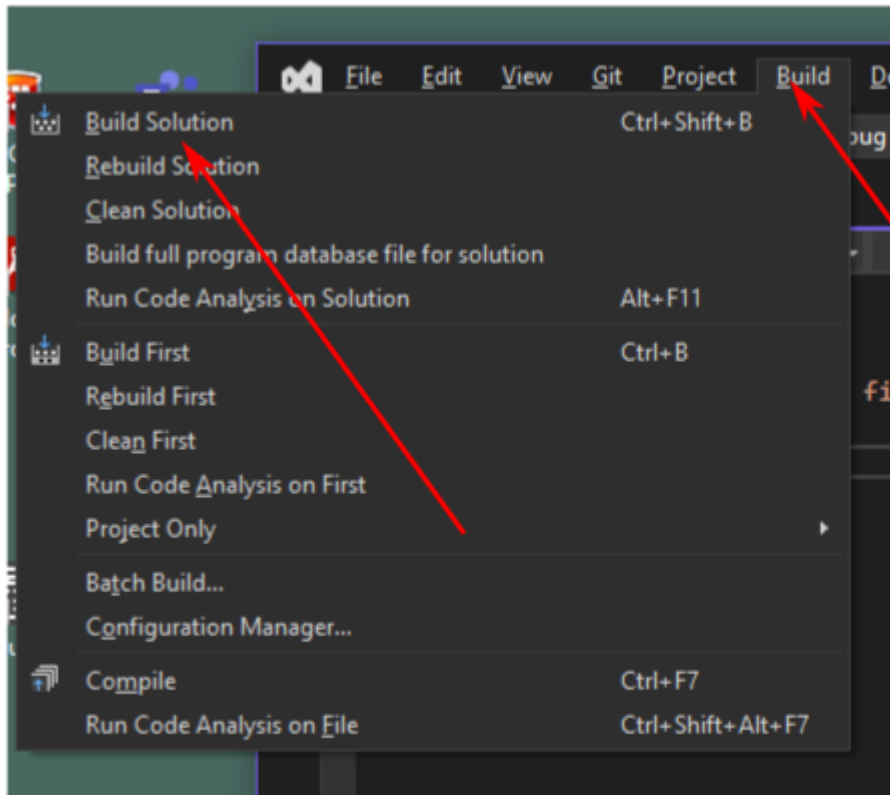 File Edit View Git Project Build
Build Solution Ctrl+Shift+B
Rebuild Solution
Clean Solution
Build full program database file for solution
Run Code Analysis on Solution Alt+F11
Build First Ctrl+B
Rebuild First
Clean First
Run Code Analysis on First
Project Only
Batch Build...
Configuration Manager...
Compile Ctrl+F7
Run Code Analysis on File Ctrl+Shift+Alt+F7